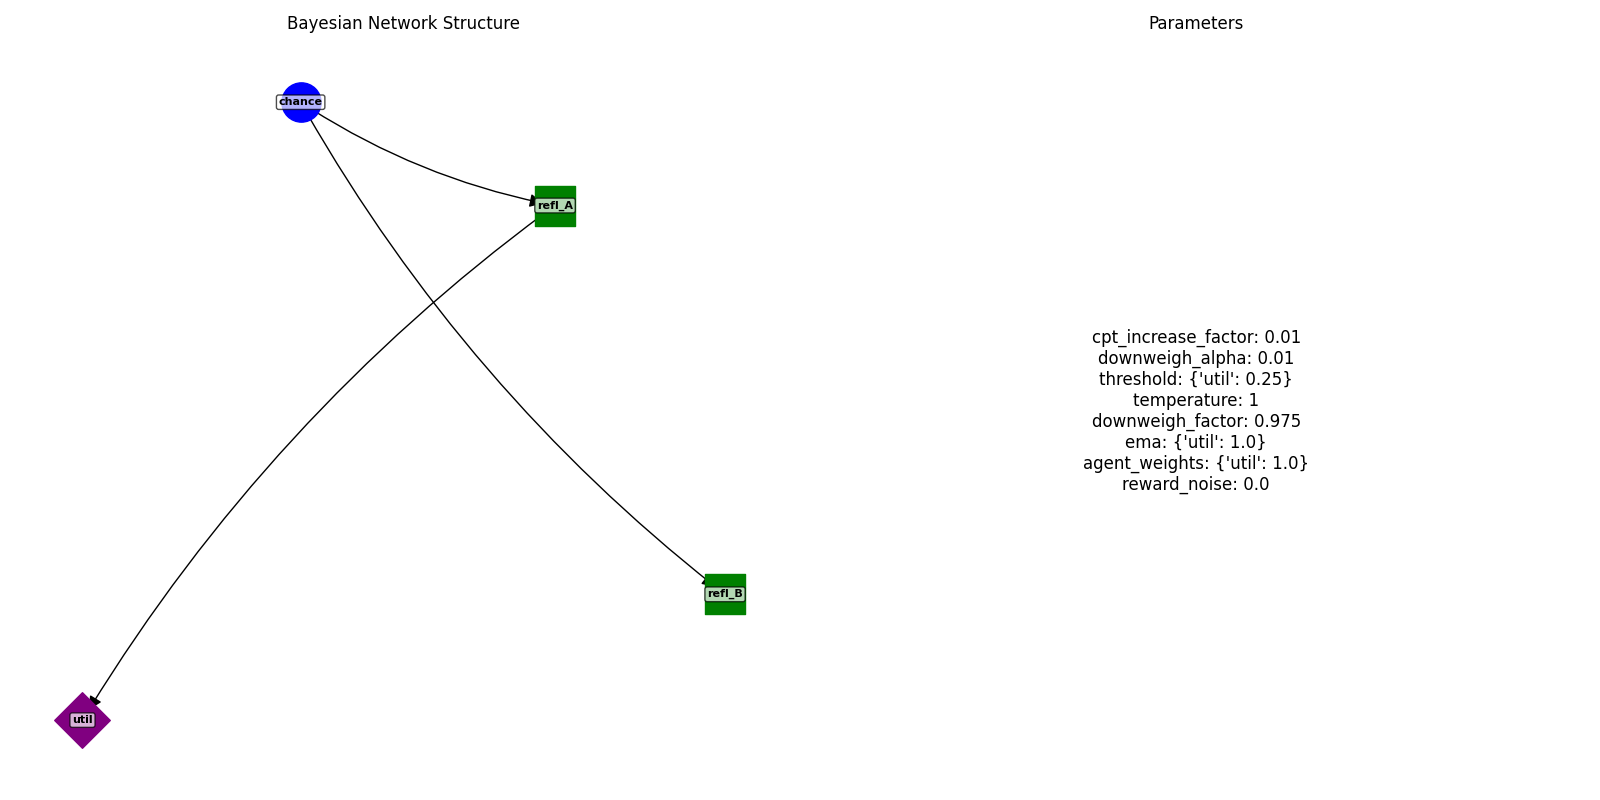 Bayesian Network Structure
Parameters
chance
refl_A
cpt_increase_factor: 0.01
downweigh_alpha: 0.01
threshold: {'util': 0.25}
temperature: 1
downweigh_factor: 0.975
ema: {'util': 1.0}
agent_weights: {'util': 1.0}
reward_noise: 0.0
refl_B
util